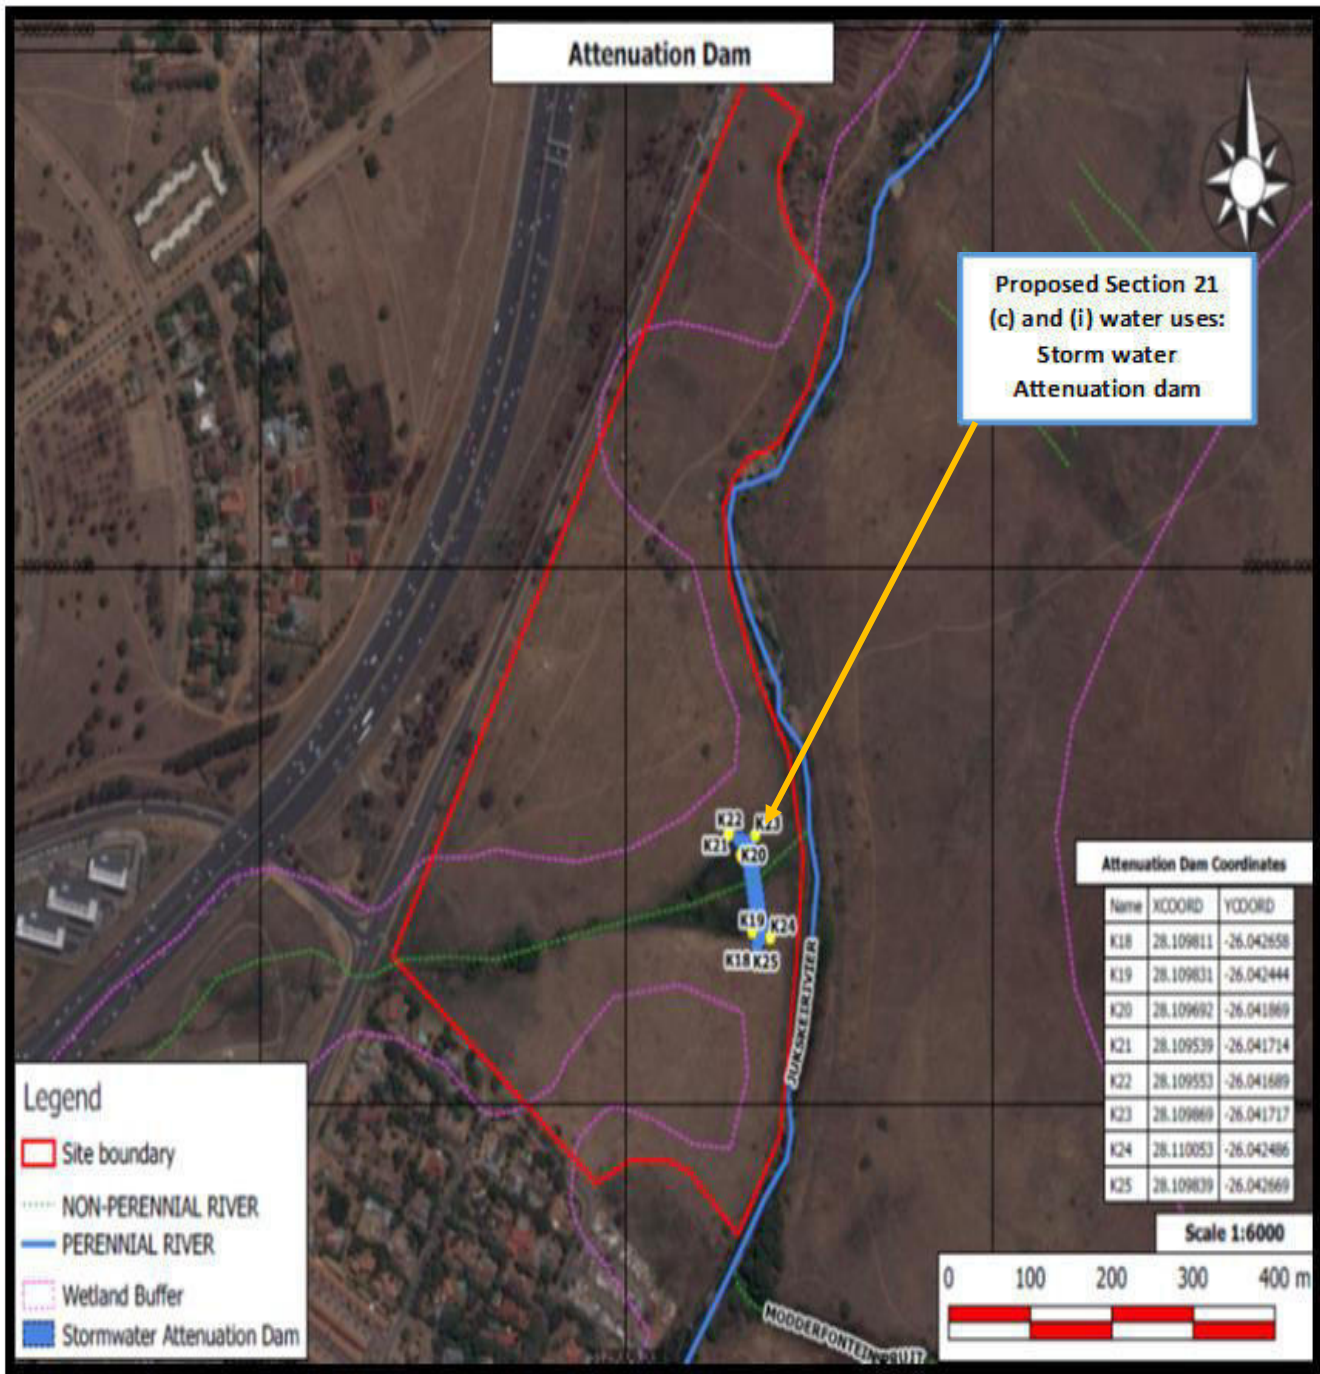 Attenuation Dam
Proposed Section 21
(c) and (i) water uses:
Storm water
Attenuation dam
K22
K23
K21
K20
K19
K24
K18 K25
JUKSKEIRIVIER
Attenuation Dam Coordinates
Name XCOORD YCOORD
K18 28.109811 -26.042658
K19 28.109831 -26.042444
K20 28.109692 -26.041869
K21 28.109539 -26.041714
K22 28.109553 -26.041689
K23 28.109869 -26.041717
K24 28.110053 -26.042486
K25 28.109839 -26.042669
Legend
Site boundary
NON-PERENNIAL RIVER
PERENNIAL RIVER
Wetland Buffer
Stormwater Attenuation Dam
Scale 1:6000
0 100 200 300 400 m